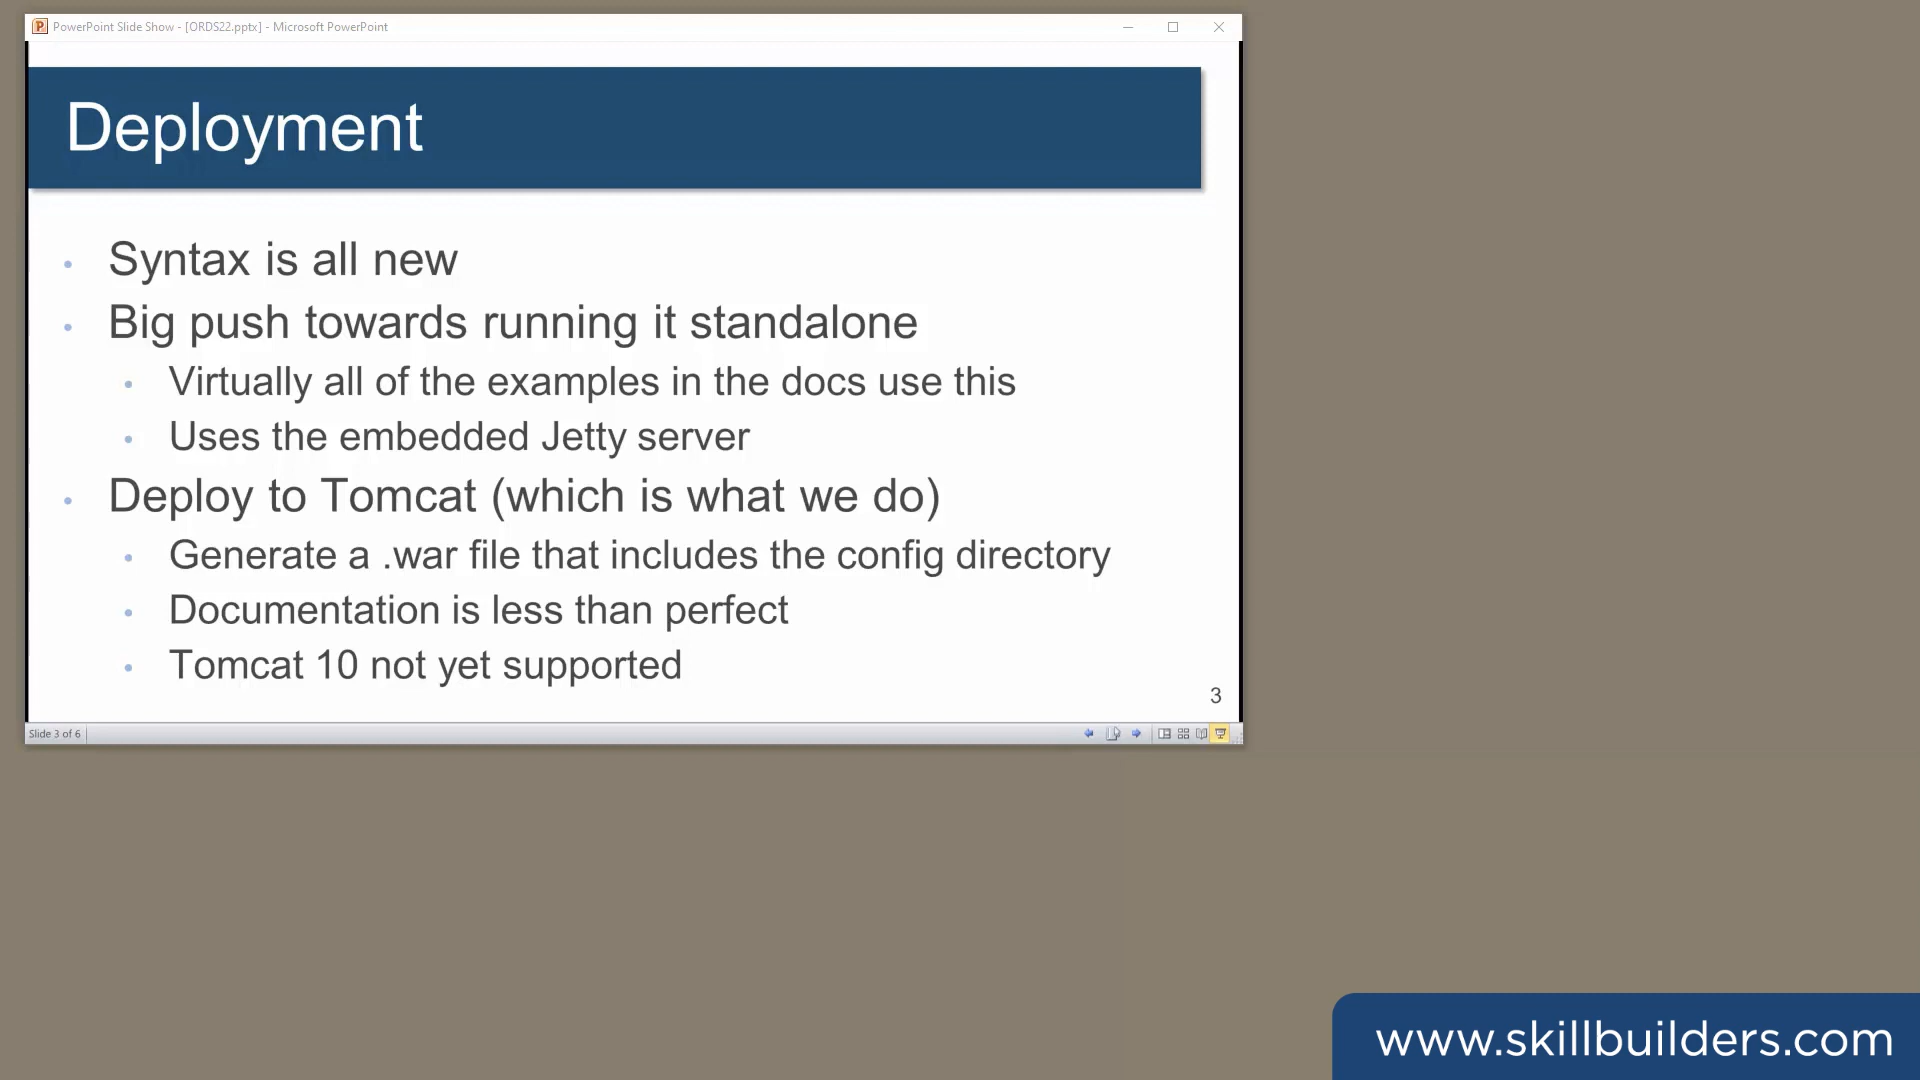 PowerPoint Slide Show - [ORDS22.pptx] - Microsoft PowerPoint
Deployment
• Syntax is all new
• Big push towards running it standalone
• Virtually all of the examples in the docs use this
• Uses the embedded Jetty server
• Deploy to Tomcat (which is what we do)
• Generate a .war file that includes the config directory
• Documentation is less than perfect
• Tomcat 10 not yet supported
3
Slide 3 of 6
www.skillbuilders.com